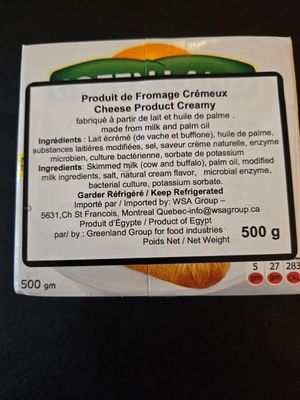 Produit de Fromage Crémeux
Cheese Product Creamy
fabriqué à partir de lait et huile de palme .
made from milk and palm oil
Ingrédients : Lait écrémé (de vache et bufflone), huile de palme,
substances laitières modifiées, sel, saveur crème naturelle, enzyme
microbien, culture bactérienne, sorbate de potassium
Ingredients: Skimmed milk (cow and buffalo), palm oil, modified
milk ingredients, salt, natural cream flavor, microbial enzyme,
bacterial culture, potassium sorbate.
Garder Réfrigéré / Keep Refrigerated
Importé par / Imported by: WSA Group –
5631,Ch St Francois, Montreal Quebec-info@wsagroup.ca
Produit d'Égypte / Product of Egypt
par/ by : Greenland Group for food industries
Poids Net / Net Weight 500 g
500 gm
5 27 283
gm gm CAL